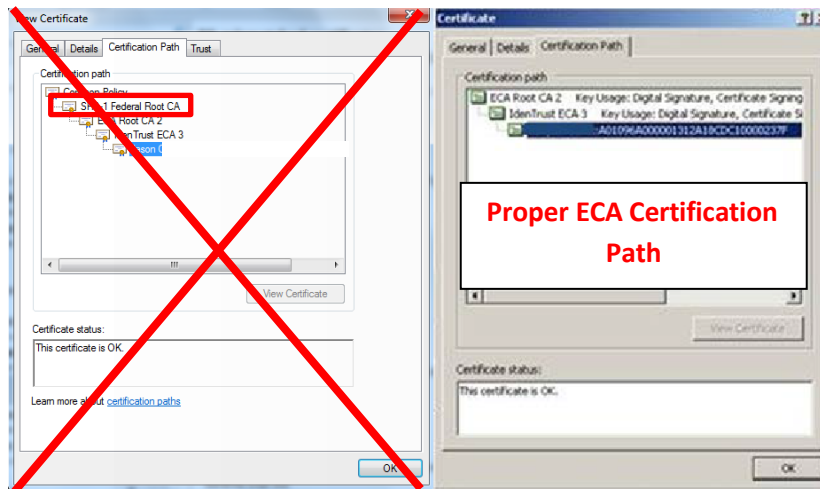 View Certificate
General Details Certification Path Trust
Certification path
Common Policy
SHA-1 Federal Root CA
ECA Root CA 2
IdenTrust ECA 3
View Certificate
Certificate status:
This certificate is OK.
Learn more about certification paths
OK
Certificate
General Details Certification Path
Certification path
ECA Root CA 2 Key Usage: Digital Signature, Certificate Signing
IdenTrust ECA 3 Key Usage: Digital Signature, Certificate S
Proper ECA Certification
Path
View Certificate
Certificate status:
This certificate is OK.
OK